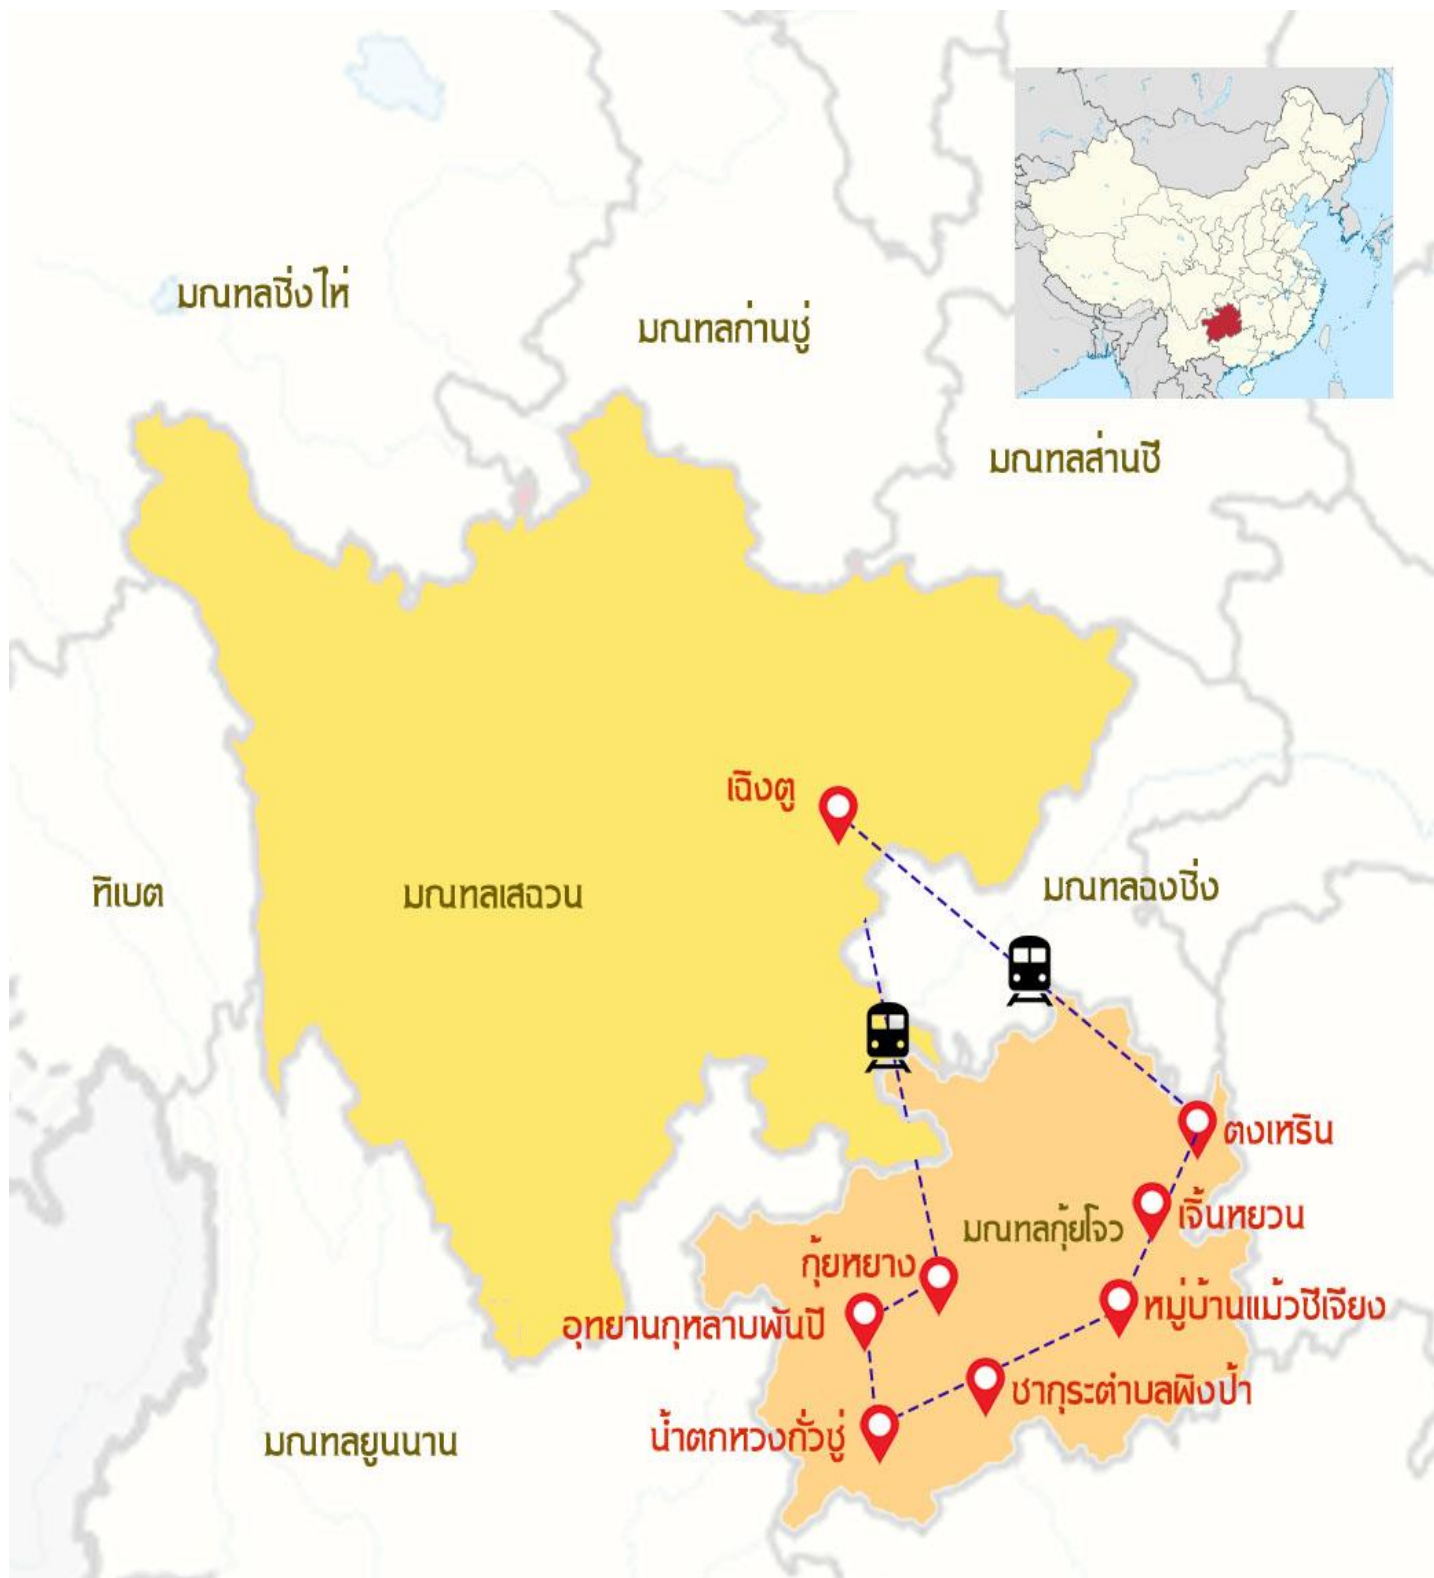 มณฑลชิ่งไห่
มณฑลก่านซู่
มณฑลส่านซี
เฉิงตู
ทิเบต
มณฑลเสฉวน
มณฑลฉงชิ่ง
ตงเหริน
เจิ้นหยวน
มณฑลกุ้ยโจว
กุ้ยหยาง
หมู่บ้านแม้วซีเจียง
อุทยานกุหลาบพันปี
ซากุระตำบลผิงป้า
น้ำตกหวงกั่วซู่
มณฑลยูนนาน